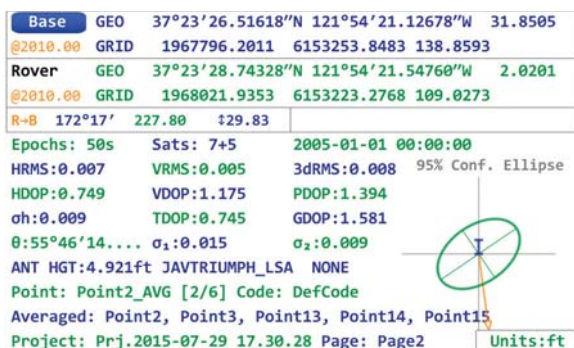 Base GEO 37°23′26.51618″N 121°54′21.12678″W 31.8505
@2010.00 GRID 1967796.2011 6153253.8483 138.8593
Rover GEO 37°23′28.74328″N 121°54′21.54760″W 2.0201
@2010.00 GRID 1968021.9353 6153223.2768 109.0273
R→B 172°17′ 227.80 ↕29.83
Epochs: 50s Sats: 7+5 2005-01-01 00:00:00
HRMS:0.007 VRMS:0.005 3dRMS:0.008 95% Conf. Ellipse
HDOP:0.749 VDOP:1.175 PDOP:1.394
σh:0.009 TDOP:0.745 GDOP:1.581
θ:55°46′14.... σ₁:0.015 σ₂:0.009
ANT HGT:4.921ft JAVTRIUMPH_LSA NONE
Point: Point2_AVG [2/6] Code: DefCode
Averaged: Point2, Point3, Point13, Point14, Point15
Project: Prj.2015-07-29 17.30.28 Page: Page2 Units:ft